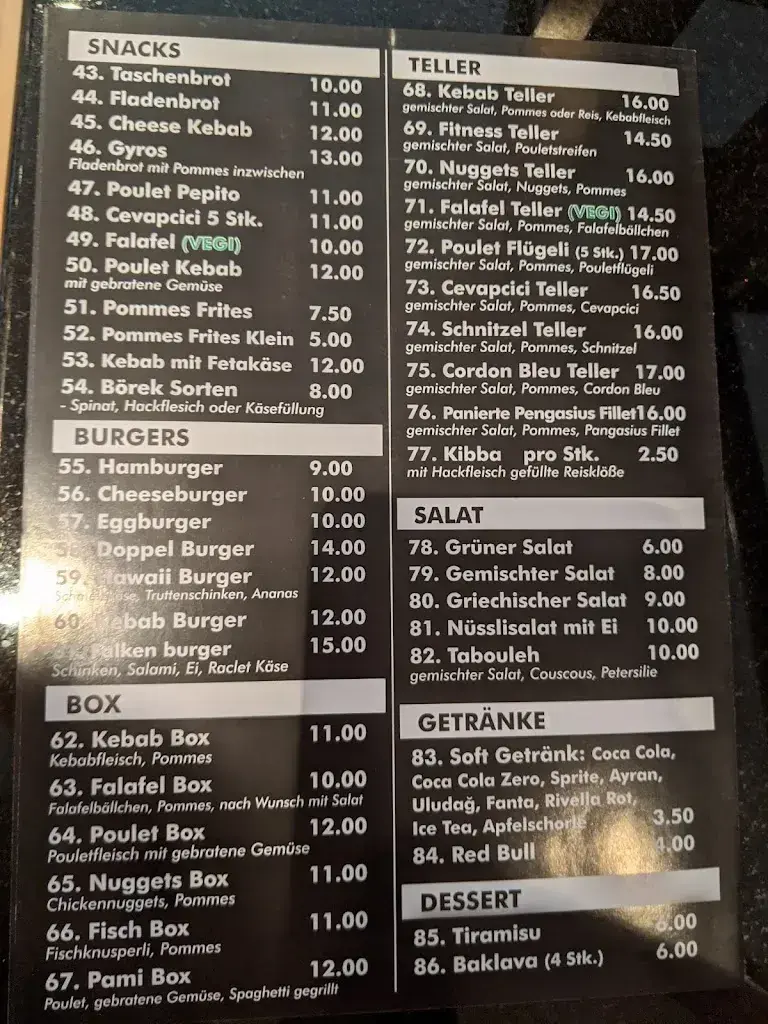 SNACKS
43. Taschenbrot 10.00
44. Fladenbrot 11.00
45. Cheese Kebab 12.00
46. Gyros 13.00
Fladenbrot mit Pommes inzwischen
47. Poulet Pepito 11.00
48. Cevapcici 5 Stk. 11.00
49. Falafel (VEGI) 10.00
50. Poulet Kebab 12.00
mit gebratene Gemüse
51. Pommes Frites 7.50
52. Pommes Frites Klein 5.00
53. Kebab mit Fetakäse 12.00
54. Börek Sorten 8.00
- Spinat, Hackflesich oder Käsefüllung
BURGERS
55. Hamburger 9.00
56. Cheeseburger 10.00
57. Eggburger 10.00
58. Doppel Burger 14.00
59. Hawaii Burger 12.00
Truttenschinken, Ananas
60. Kebab Burger 12.00
Falken burger 15.00
Schinken, Salami, Ei, Raclet Käse
BOX
62. Kebab Box 11.00
Kebabfleisch, Pommes
63. Falafel Box 10.00
Falafelbällchen, Pommes, nach Wunsch mit Salat
64. Poulet Box 12.00
Pouletfleisch mit gebratene Gemüse
65. Nuggets Box 11.00
Chickennuggets, Pommes
66. Fisch Box 11.00
Fischknusperli, Pommes
67. Pami Box 12.00
Poulet, gebratene Gemüse, Spaghetti gegrillt
TELLER
68. Kebab Teller 16.00
gemischter Salat, Pommes oder Reis, Kebabfleisch
69. Fitness Teller 14.50
gemischter Salat, Pouletstreifen
70. Nuggets Teller 16.00
gemischter Salat, Nuggets, Pommes
71. Falafel Teller (VEGI) 14.50
gemischter Salat, Pommes, Falafelbällchen
72. Poulet Flügeli (5 Stk.) 17.00
gemischter Salat, Pommes, Pouletflügeli
73. Cevapcici Teller 16.50
gemischter Salat, Pommes, Cevapcici
74. Schnitzel Teller 16.00
gemischter Salat, Pommes, Schnitzel
75. Cordon Bleu Teller 17.00
gemischter Salat, Pommes, Cordon Bleu
76. Panierte Pengasius Fillet 16.00
gemischter Salat, Pommes, Pangasius Fillet
77. Kibba pro Stk. 2.50
mit Hackfleisch gefüllte Reisklöße
SALAT
78. Grüner Salat 6.00
79. Gemischter Salat 8.00
80. Griechischer Salat 9.00
81. Nüsslisalat mit Ei 10.00
82. Tabouleh 10.00
gemischter Salat, Couscous, Petersilie
GETRÄNKE
83. Soft Getränk: Coca Cola,
Coca Cola Zero, Sprite, Ayran,
Uludağ, Fanta, Rivella Rot,
Ice Tea, Apfelschorle 3.50
84. Red Bull
DESSERT
85. Tiramisu
86. Baklava (4 Stk.) 6.00